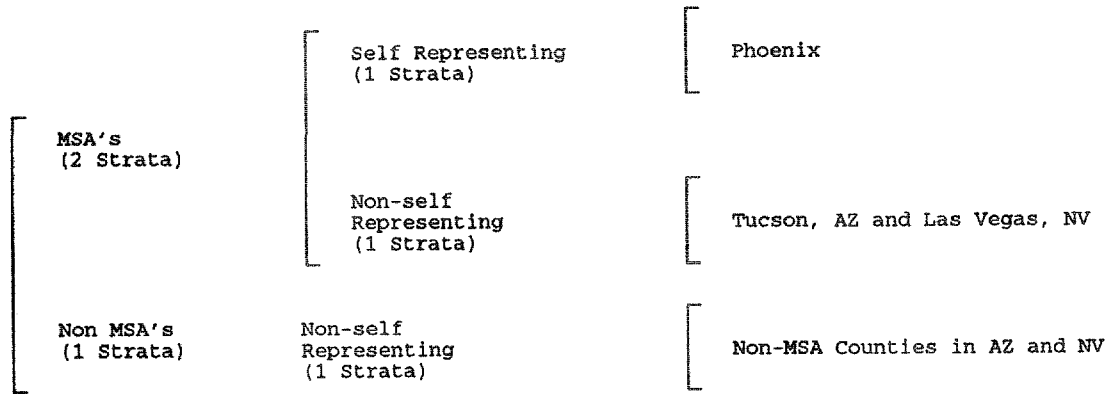 Self Representing
(1 Strata)
Phoenix
MSA's
(2 Strata)
Non-self
Representing
(1 Strata)
Tucson, AZ and Las Vegas, NV
Non MSA's
(1 Strata)
Non-self
Representing
(1 Strata)
Non-MSA Counties in AZ and NV